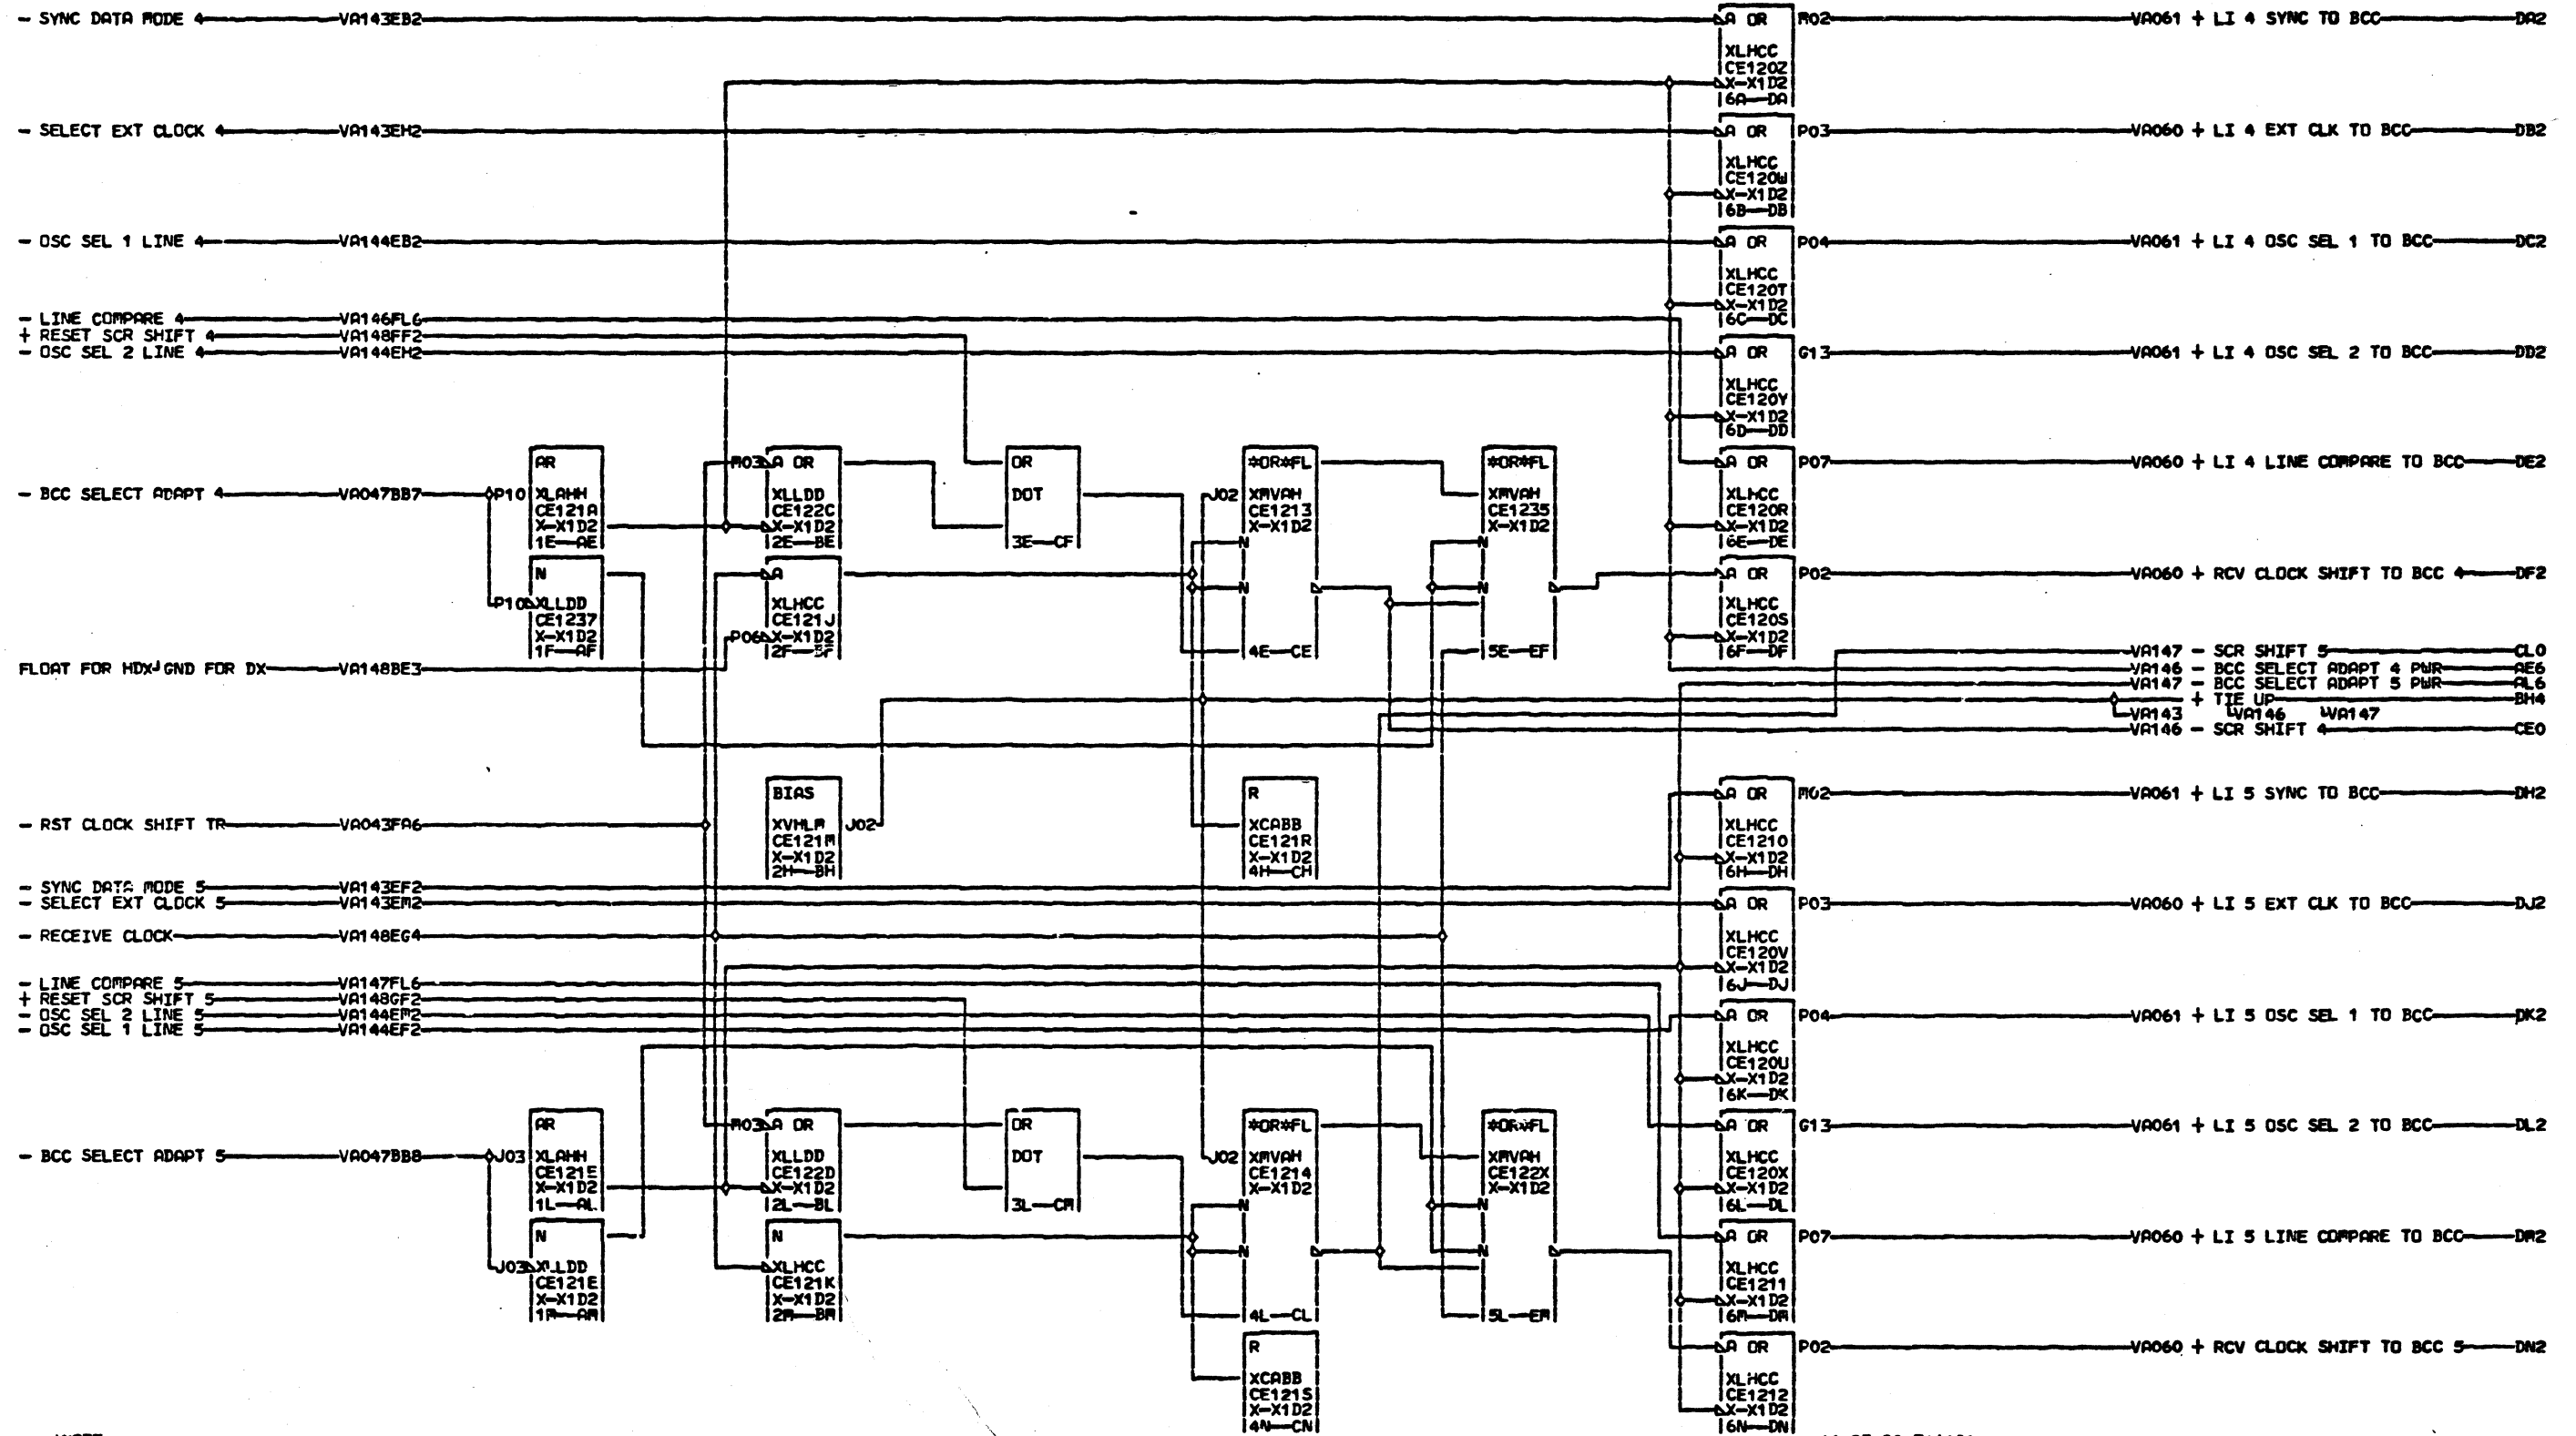 - SYNC DATA MODE 4 VA143EB2
A OR M02 VA061 + LI 4 SYNC TO BCC DA2
XLHCC
CE120Z
X-X1D2
6A DA
- SELECT EXT CLOCK 4 VA143EH2
A OR P03 VA060 + LI 4 EXT CLK TO BCC DB2
XLHCC
CE120W
X-X1D2
6B DB
- OSC SEL 1 LINE 4 VA144EB2
A OR P04 VA061 + LI 4 OSC SEL 1 TO BCC DC2
XLHCC
CE120T
X-X1D2
6C DC
- LINE COMPARE 4 VA146FL6
+ RESET SCR SHIFT 4 VA148FF2
- OSC SEL 2 LINE 4 VA144EH2
A OR G13 VA061 + LI 4 OSC SEL 2 TO BCC DD2
XLHCC
CE120Y
X-X1D2
6D DD
- BCC SELECT ADAPT 4 VA047BB7
AR
P10 XLAHH
CE121A
X-X1D2
1E AE
M03 A OR
XLLDD
CE122C
X-X1D2
2E BE
OR
DOT
3E CF
*OR*FL
J02 XMVAH
CE1213
X-X1D2
N
N
4E CE
*OR*FL
XMVAH
CE1235
X-X1D2
N
N
5E EF
A OR P07 VA060 + LI 4 LINE COMPARE TO BCC DE2
XLHCC
CE120R
X-X1D2
6E DE
N
P10 XLLDD
CE1237
X-X1D2
1F AF
A
XLHCC
CE121J
P06 X-X1D2
2F BF
A OR P02 VA060 + RCV CLOCK SHIFT TO BCC 4 DF2
XLHCC
CE120S
X-X1D2
6F DF
FLOAT FOR HDX GND FOR DX VA148BE3
VA147 - SCR SHIFT 5 CL0
VA146 - BCC SELECT ADAPT 4 PWR AE6
VA147 - BCC SELECT ADAPT 5 PWR AL6
+ TIE UP BH4
VA143 VA146 VA147
VA146 - SCR SHIFT 4 CE0
- RST CLOCK SHIFT TR VA043FA6
BIAS
XVHLM J02
CE121M
X-X1D2
2H BH
R
XCABB
CE121R
X-X1D2
4H CH
A OR M02 VA061 + LI 5 SYNC TO BCC DH2
XLHCC
CE1210
X-X1D2
6H DH
- SYNC DATA MODE 5 VA143EF2
- SELECT EXT CLOCK 5 VA143EM2
A OR P03 VA060 + LI 5 EXT CLK TO BCC DJ2
XLHCC
CE120V
X-X1D2
6J DJ
- RECEIVE CLOCK VA148EG4
- LINE COMPARE 5 VA147FL6
+ RESET SCR SHIFT 5 VA148GF2
- OSC SEL 2 LINE 5 VA144EM2
- OSC SEL 1 LINE 5 VA144EF2
A OR P04 VA061 + LI 5 OSC SEL 1 TO BCC DK2
XLHCC
CE120U
X-X1D2
6K DK
- BCC SELECT ADAPT 5 VA047BB8
AR
J03 XLAHH
CE121E
X-X1D2
1L AL
M03 A OR
XLLDD
CE122D
X-X1D2
2L BL
OR
DOT
3L CM
*OR*FL
J02 XMVAH
CE1214
X-X1D2
N
N
4L CL
*OR*FL
XMVAH
CE122X
X-X1D2
N
N
5L EM
A OR G13 VA061 + LI 5 OSC SEL 2 TO BCC DL2
XLHCC
CE120X
X-X1D2
6L DL
N
J03 XLLDD
CE121E
X-X1D2
1M AM
N
XLHCC
CE121K
X-X1D2
2M BM
A OR P07 VA060 + LI 5 LINE COMPARE TO BCC DM2
XLHCC
CE1211
X-X1D2
6M DM
R
XCABB
CE121S
X-X1D2
4N CN
A OR P02 VA060 + RCV CLOCK SHIFT TO BCC 5 DN2
XLHCC
CE1212
X-X1D2
6N DN